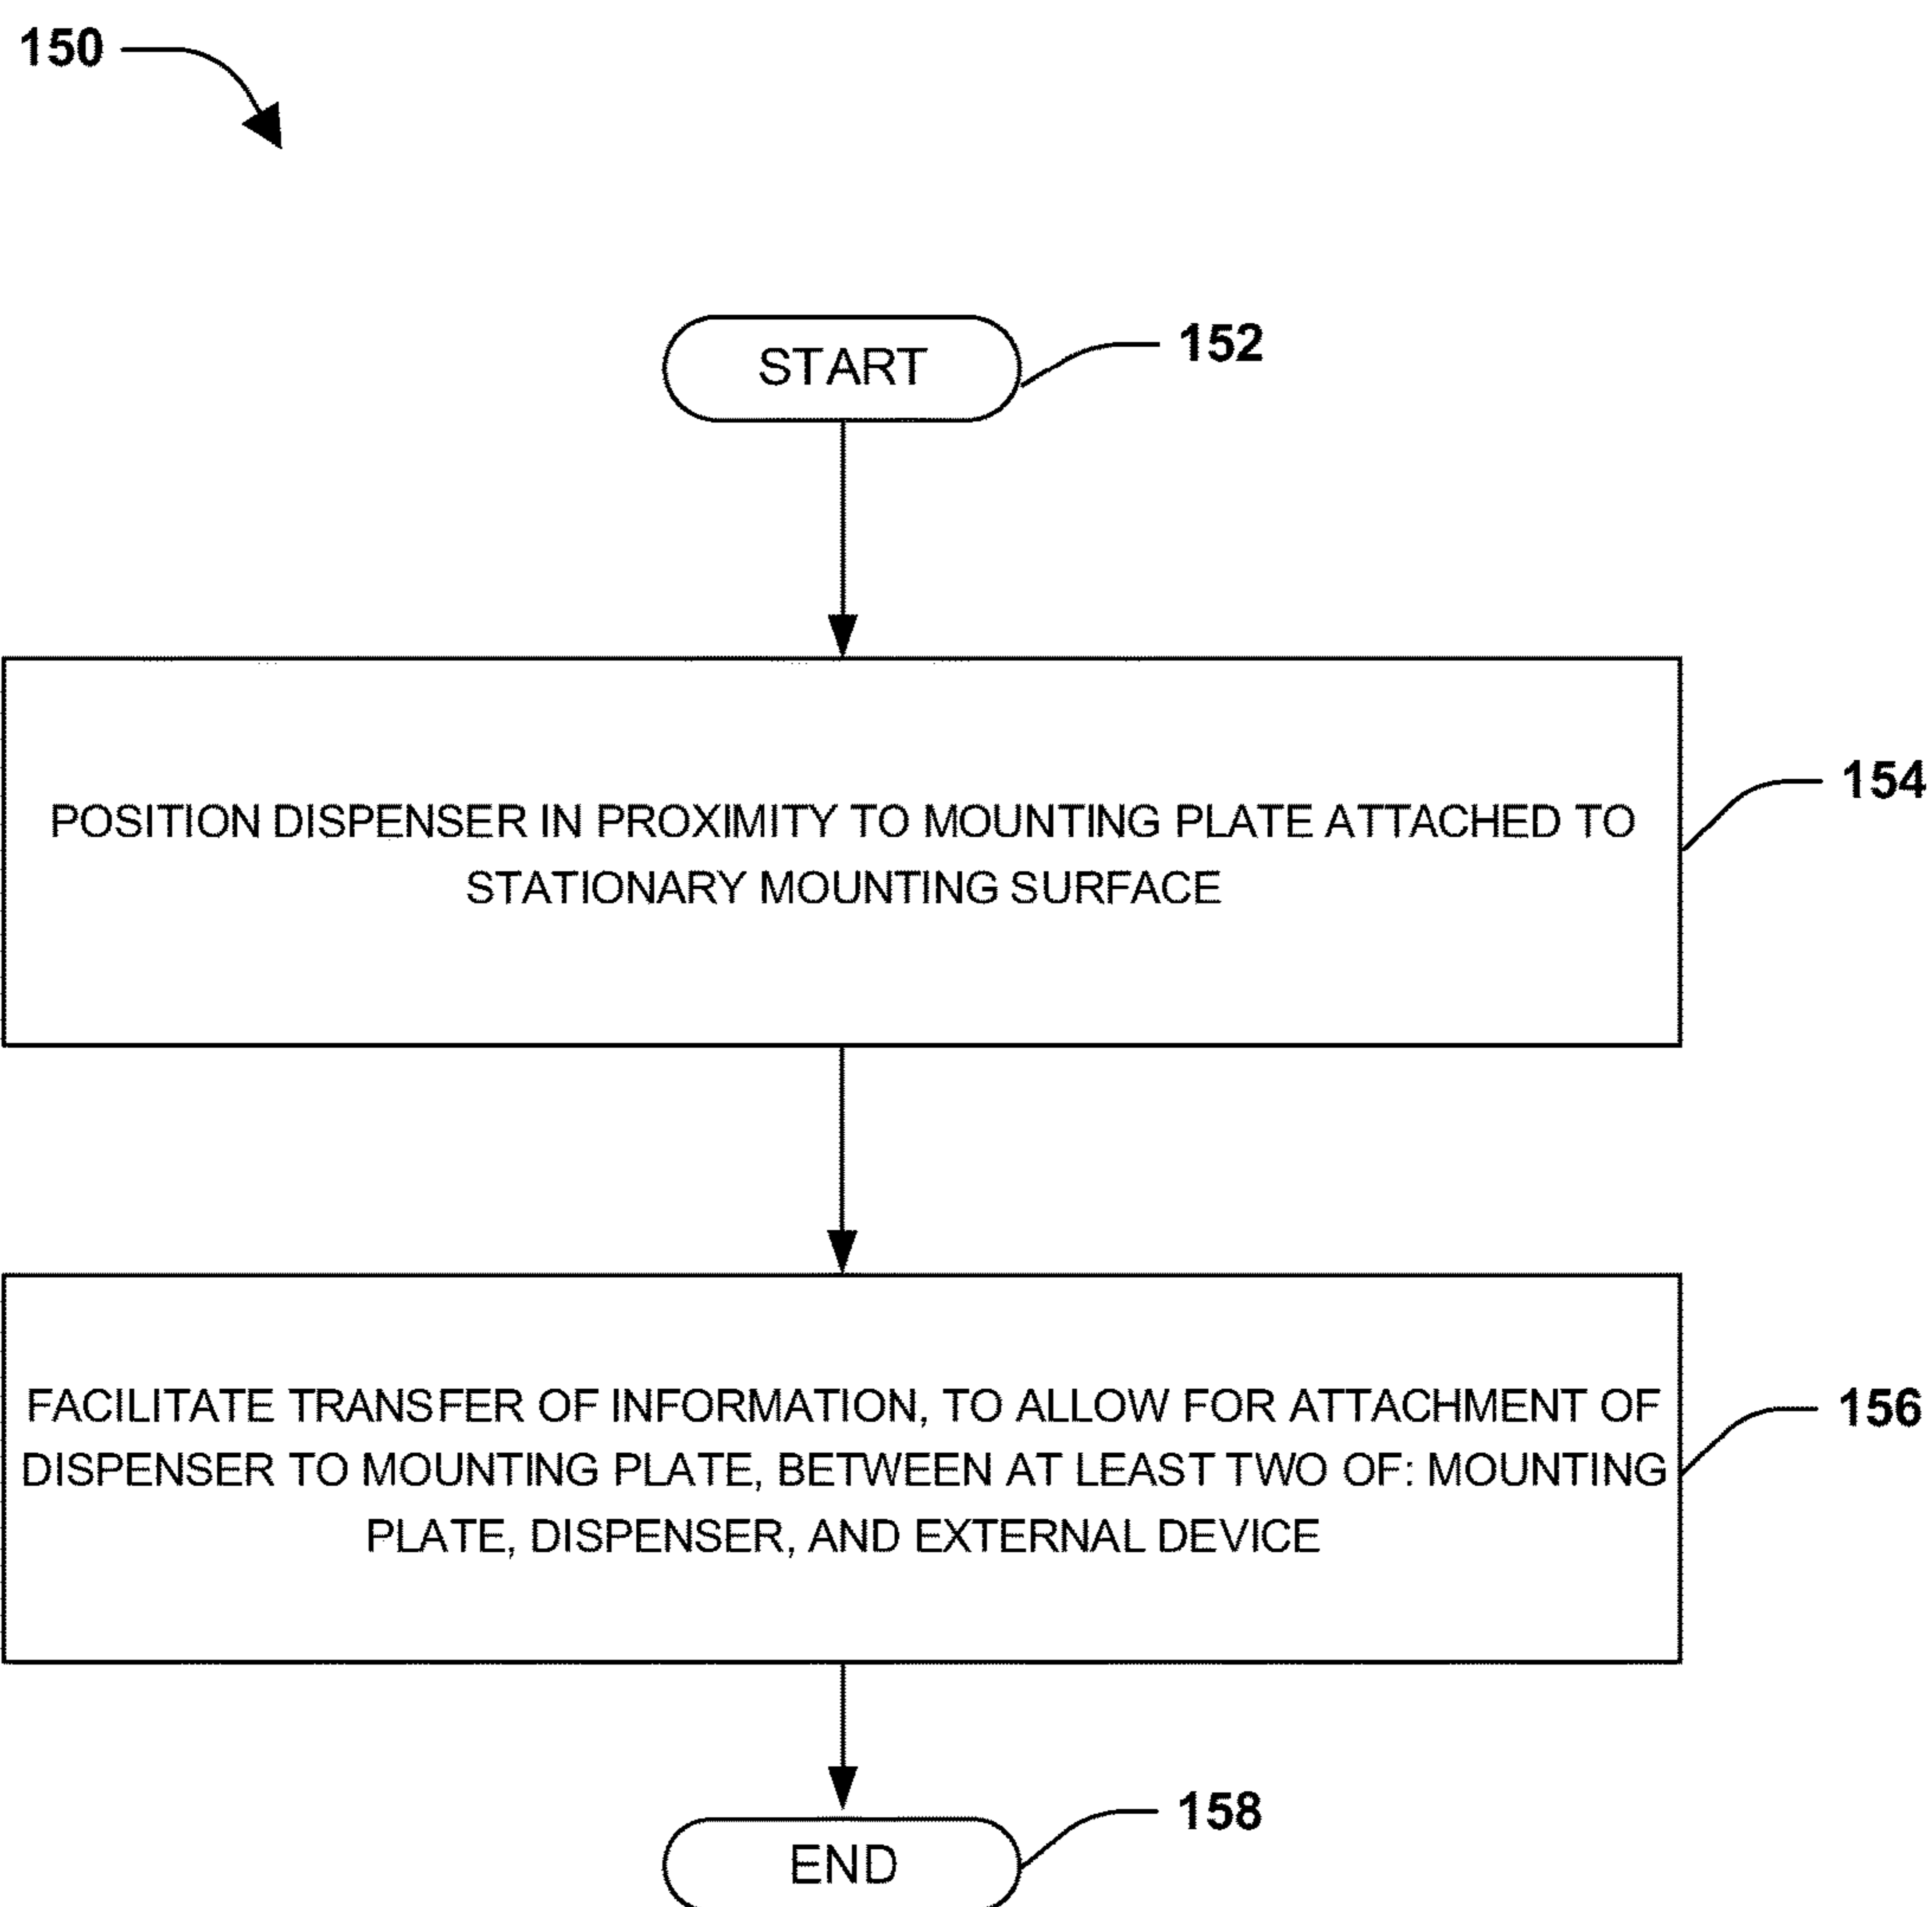 150
START
152
POSITION DISPENSER IN PROXIMITY TO MOUNTING PLATE ATTACHED TO
STATIONARY MOUNTING SURFACE
154
FACILITATE TRANSFER OF INFORMATION, TO ALLOW FOR ATTACHMENT OF
DISPENSER TO MOUNTING PLATE, BETWEEN AT LEAST TWO OF: MOUNTING
PLATE, DISPENSER, AND EXTERNAL DEVICE
156
END
158